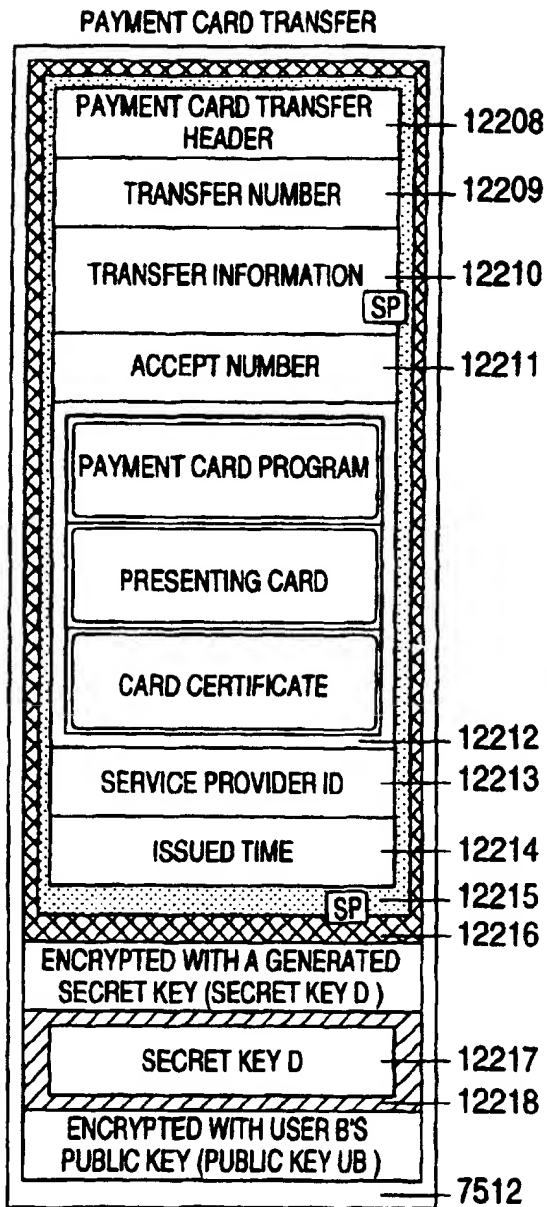 PAYMENT CARD TRANSFER
PAYMENT CARD TRANSFER
HEADER
12208
TRANSFER NUMBER
12209
TRANSFER INFORMATION
12210
SP
ACCEPT NUMBER
12211
PAYMENT CARD PROGRAM
PRESENTING CARD
CARD CERTIFICATE
12212
SERVICE PROVIDER ID
12213
ISSUED TIME
12214
12215
SP
12216
ENCRYPTED WITH A GENERATED
SECRET KEY (SECRET KEY D )
SECRET KEY D
12217
12218
ENCRYPTED WITH USER B'S
PUBLIC KEY (PUBLIC KEY UB )
7512